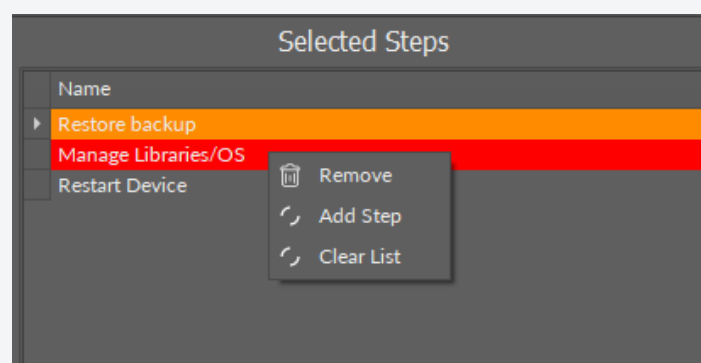 Selected Steps
Name
Restore backup
Manage Libraries/OS
Restart Device
Remove
Add Step
Clear List